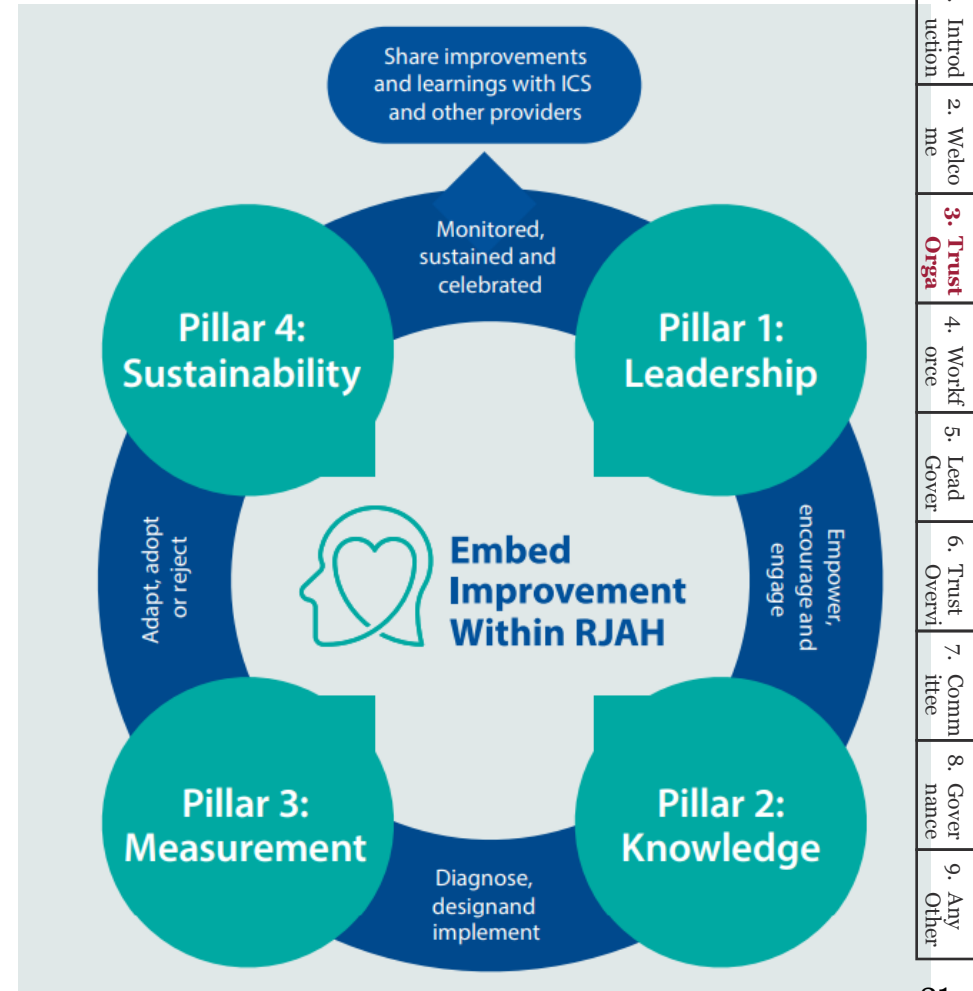 Share improvements
and learnings with ICS
and other providers
Monitored,
sustained and
celebrated
Pillar 4:
Sustainability
Pillar 1:
Leadership
Adapt, adopt
or reject
Embed
Improvement
Within RJAH
Empower,
encourage and
engage
Pillar 3:
Measurement
Pillar 2:
Knowledge
Diagnose,
designand
implement
Introd
uction
2. Welco
me
3. Trust
Orga
4. Workf
orce
5. Lead
Gover
6. Trust
Overvi
7. Comm
ittee
8. Gover
nance
9. Any
Other